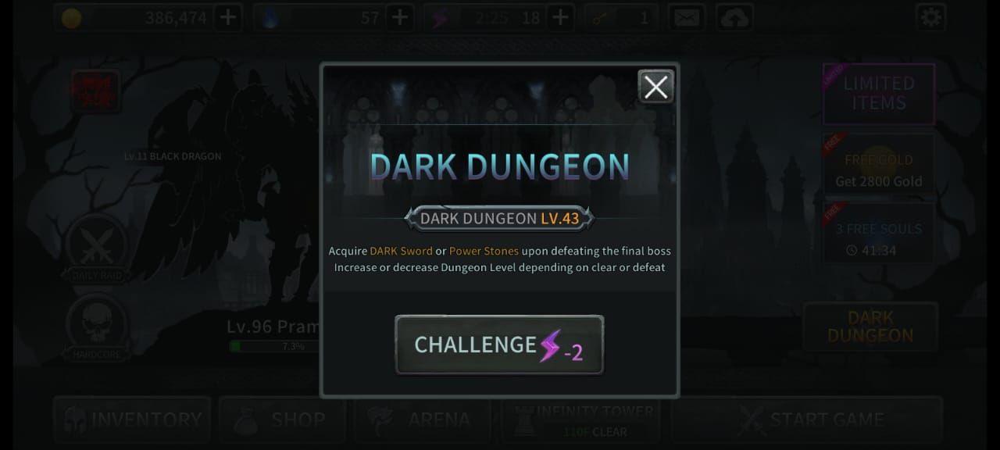 386,474
57
2:25 18
1
LIMITED
LIMITED
ITEMS
FREE
FREE GOLD
Get 2800 Gold
FREE
3 FREE SOULS
41:34
Lv.11 BLACK DRAGON
DAILY RAID
HARDCORE
Lv.96 Pram
7.3%
DARK DUNGEON
DARK DUNGEON LV.43
Acquire DARK Sword or Power Stones upon defeating the final boss
Increase or decrease Dungeon Level depending on clear or defeat
CHALLENGE -2
DARK
DUNGEON
INVENTORY
SHOP
ARENA
INFINITY TOWER
110F CLEAR
START GAME